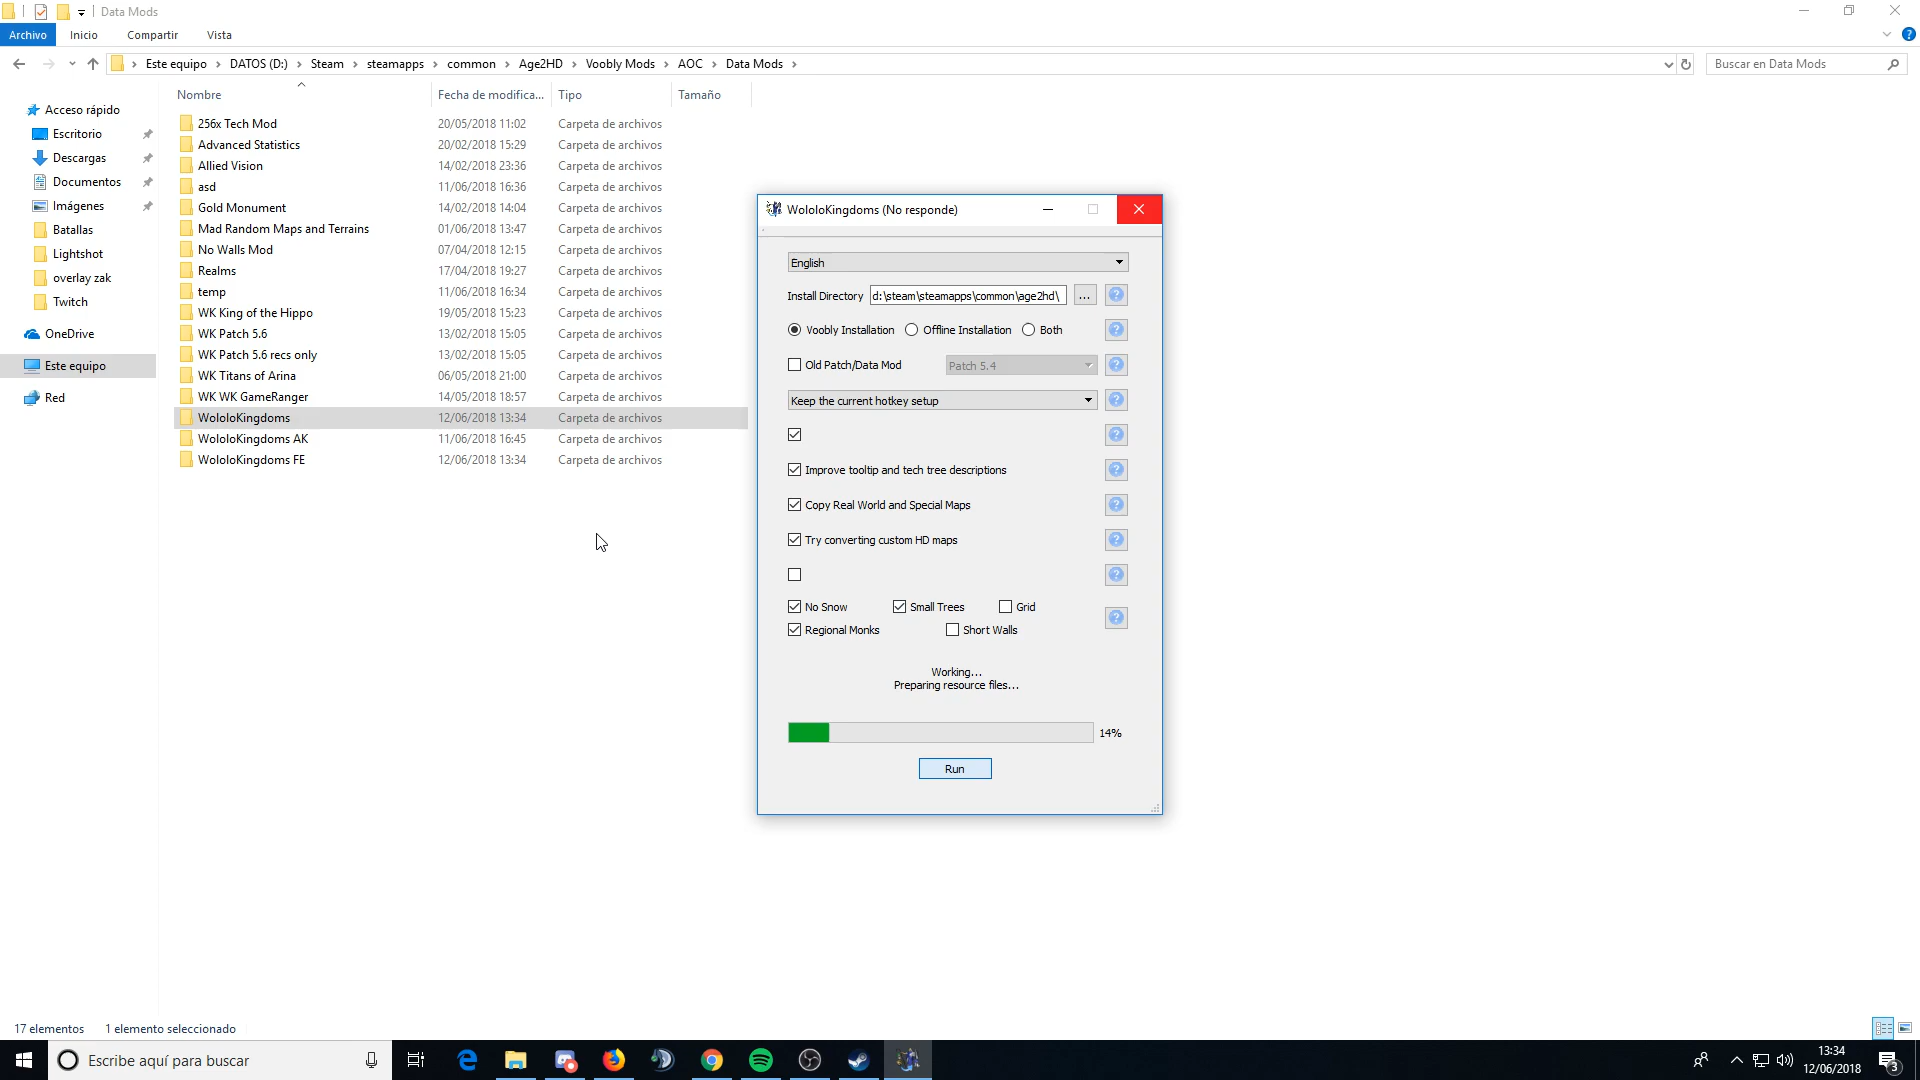 Data Mods
Archivo Inicio Compartir Vista
Este equipo DATOS (D:) Steam steamapps common Age2HD Voobly Mods AOC Data Mods
Buscar en Data Mods
Nombre Fecha de modifica... Tipo Tamaño
Acceso rápido
Escritorio
Descargas
Documentos
Imágenes
Batallas
Lightshot
overlay zak
Twitch
OneDrive
Este equipo
Red
256x Tech Mod 20/05/2018 11:02 Carpeta de archivos
Advanced Statistics 20/02/2018 15:29 Carpeta de archivos
Allied Vision 14/02/2018 23:36 Carpeta de archivos
asd 11/06/2018 16:36 Carpeta de archivos
Gold Monument 14/02/2018 14:04 Carpeta de archivos
Mad Random Maps and Terrains 01/06/2018 13:47 Carpeta de archivos
No Walls Mod 07/04/2018 12:15 Carpeta de archivos
Realms 17/04/2018 19:27 Carpeta de archivos
temp 11/06/2018 16:34 Carpeta de archivos
WK King of the Hippo 19/05/2018 15:23 Carpeta de archivos
WK Patch 5.6 13/02/2018 15:05 Carpeta de archivos
WK Patch 5.6 recs only 13/02/2018 15:05 Carpeta de archivos
WK Titans of Arina 06/05/2018 21:00 Carpeta de archivos
WK WK GameRanger 14/05/2018 18:57 Carpeta de archivos
WololoKingdoms 12/06/2018 13:34 Carpeta de archivos
WololoKingdoms AK 11/06/2018 16:45 Carpeta de archivos
WololoKingdoms FE 12/06/2018 13:34 Carpeta de archivos
WololoKingdoms (No responde)
English
Install Directory d:\steam\steamapps\common\age2hd\ ...
Voobly Installation Offline Installation Both
Old Patch/Data Mod Patch 5.4
Keep the current hotkey setup
Improve tooltip and tech tree descriptions
Copy Real World and Special Maps
Try converting custom HD maps
No Snow Small Trees Grid
Regional Monks Short Walls
Working...
Preparing resource files...
14%
Run
17 elementos 1 elemento seleccionado
Escribe aquí para buscar
13:34
12/06/2018
3